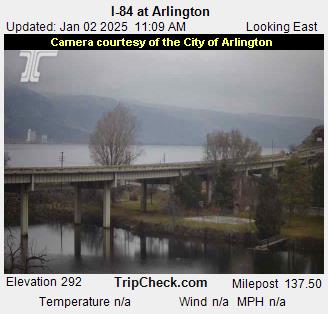 I-84 at Arlington
Updated: Jan 02 2025 11:09 AM Looking East
Camera courtesy of the City of Arlington
Elevation 292 TripCheck.com Milepost 137.50
Temperature n/a Wind n/a MPH n/a